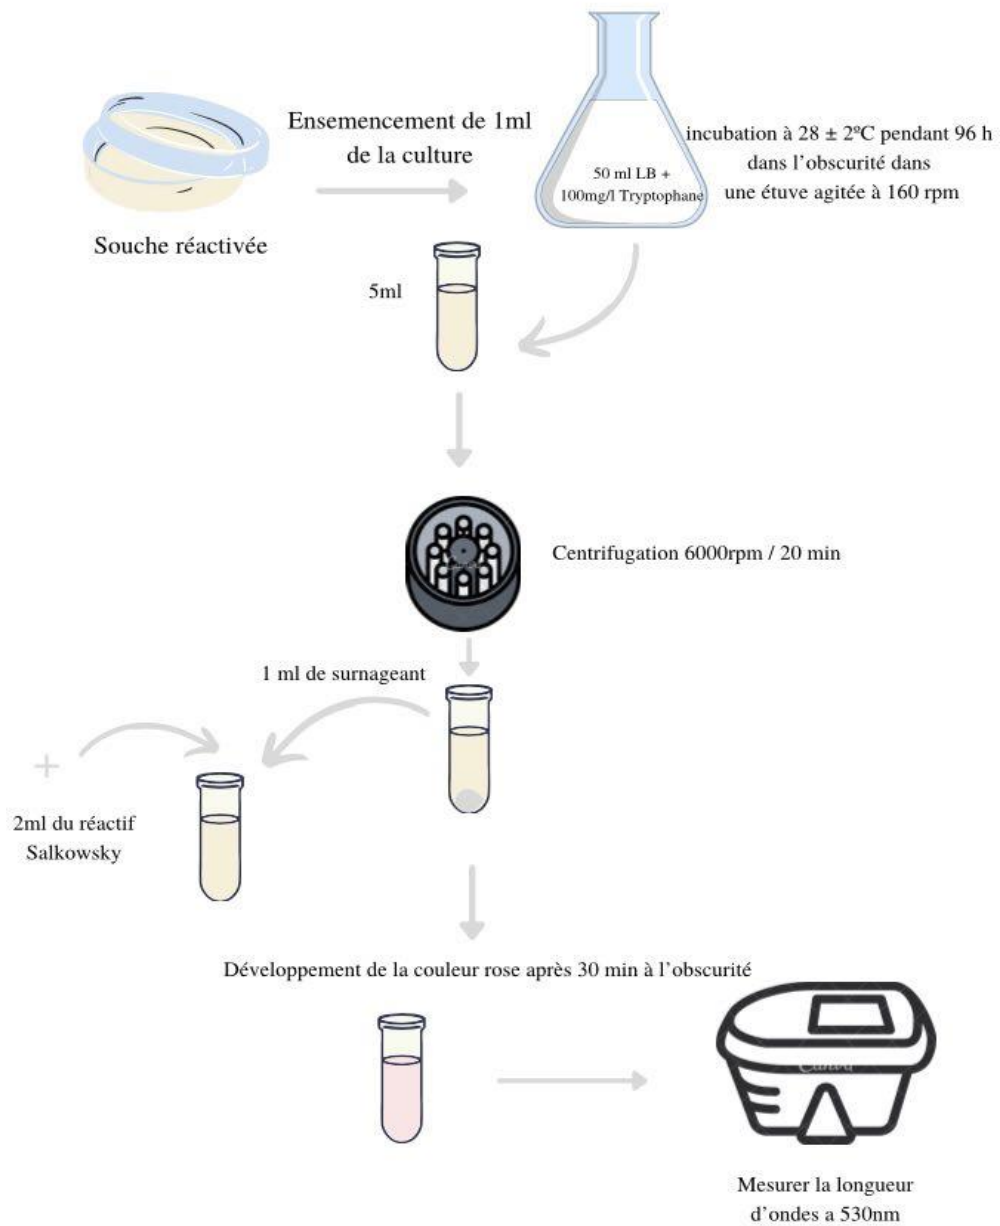 Ensemencement de 1ml
de la culture
Souche réactivée
50 ml LB +
100mg/l Tryptophane
incubation à 28 ± 2ºC pendant 96 h
dans l'obscurité dans
une étuve agitée à 160 rpm
5ml
Centrifugation 6000rpm / 20 min
1 ml de surnageant
+
2ml du réactif
Salkowsky
Développement de la couleur rose après 30 min à l'obscurité
Canva
Mesurer la longueur
d'ondes a 530nm